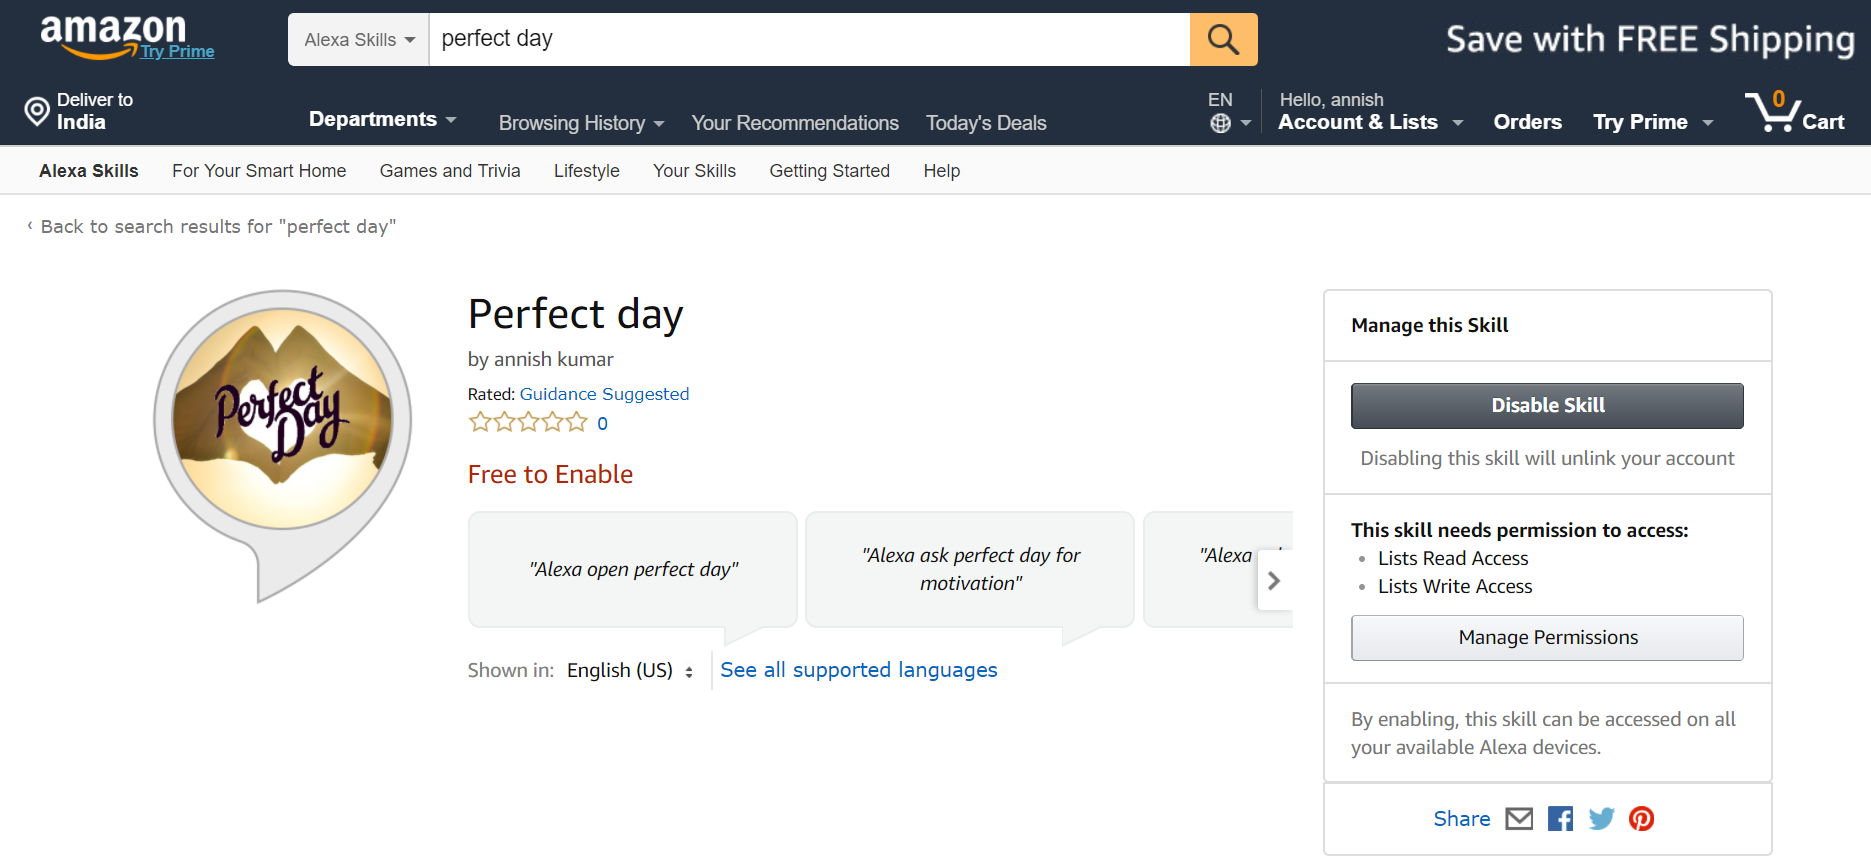 amazon
Try Prime
Alexa Skills
perfect day
Save with FREE Shipping
Deliver to
India
Departments
Browsing History
Your Recommendations
Today's Deals
EN
Hello, annish
Account & Lists
Orders
Try Prime
0
Cart
Alexa Skills
For Your Smart Home
Games and Trivia
Lifestyle
Your Skills
Getting Started
Help
‹ Back to search results for "perfect day"
Perfect
Day
Perfect day
by annish kumar
Rated: Guidance Suggested
0
Free to Enable
"Alexa open perfect day"
"Alexa ask perfect day for
motivation"
"Alexa
Shown in: English (US)
See all supported languages
Manage this Skill
Disable Skill
Disabling this skill will unlink your account
This skill needs permission to access:
• Lists Read Access
• Lists Write Access
Manage Permissions
By enabling, this skill can be accessed on all
your available Alexa devices.
Share